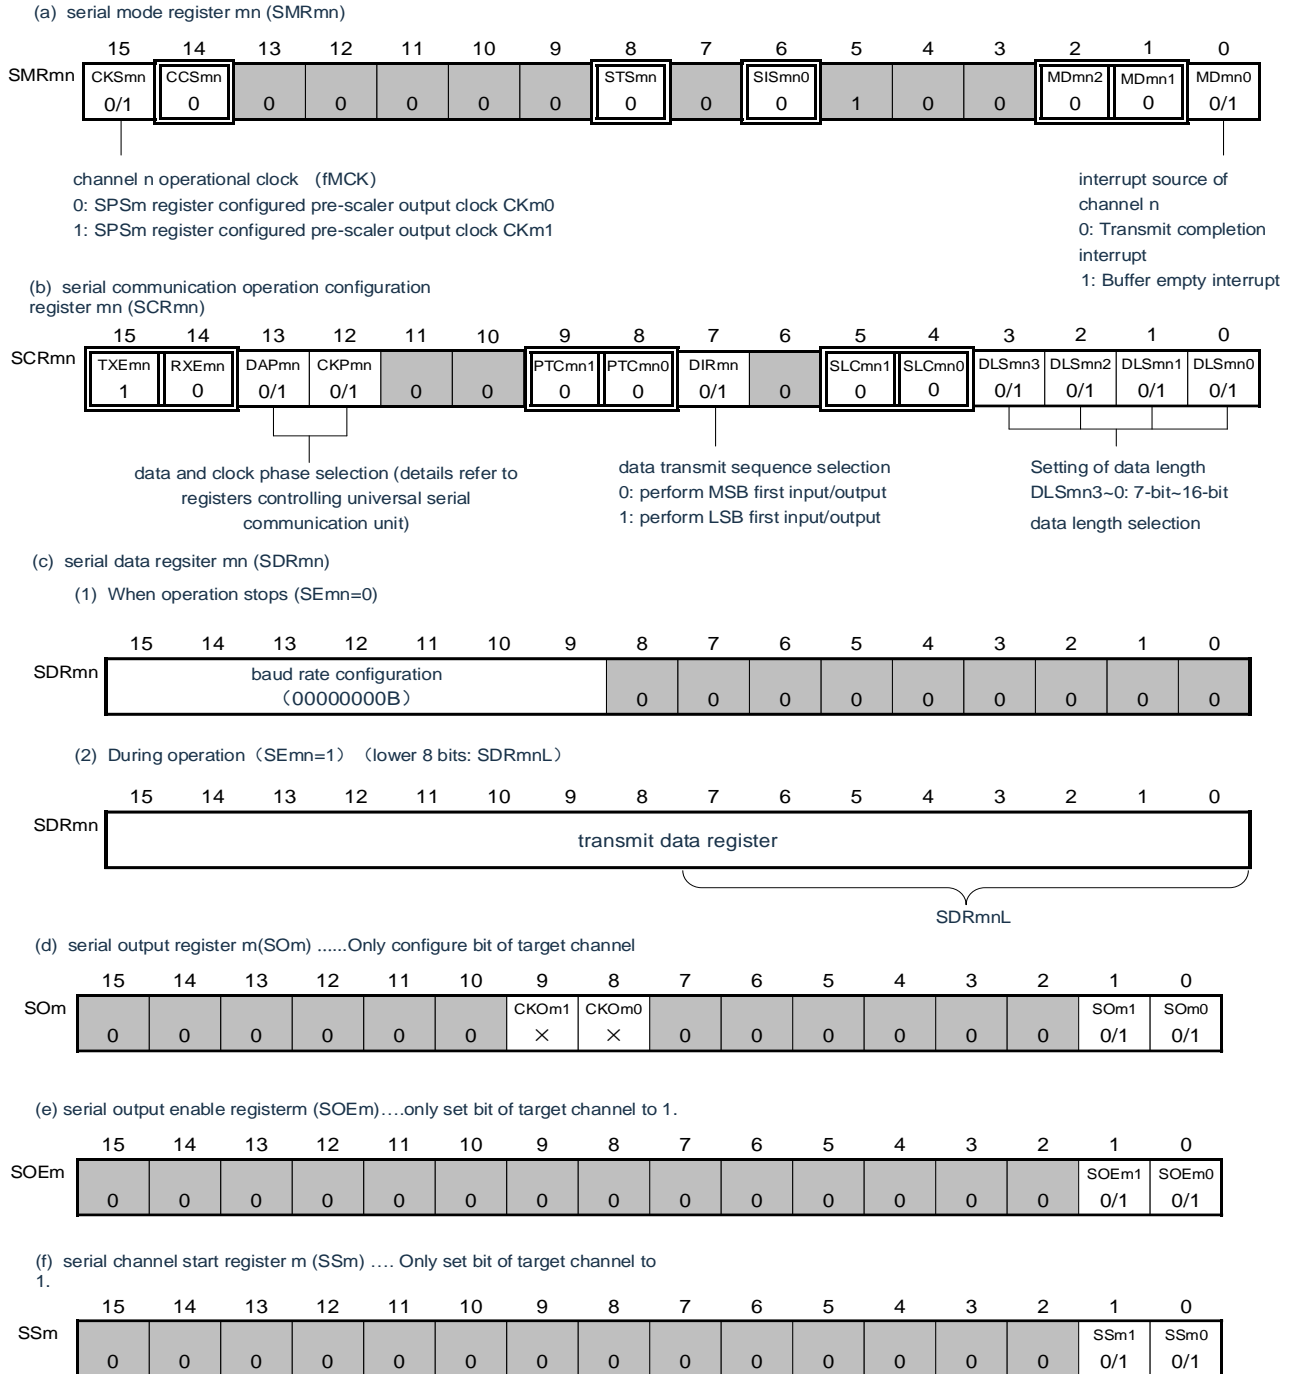 (a) serial mode register mn (SMRmn)
15 14 13 12 11 10 9 8 7 6 5 4 3 2 1 0
SMRmn CKSmn CCSmn STSmn SISmn0 MDmn2 MDmn1 MDmn0
0/1 0 0 0 0 0 0 0 0 0 1 0 0 0 0 0/1
channel n operational clock （fMCK）
0: SPSm register configured pre-scaler output clock CKm0
1: SPSm register configured pre-scaler output clock CKm1
interrupt source of
channel n
0: Transmit completion
interrupt
1: Buffer empty interrupt
(b) serial communication operation configuration
register mn (SCRmn)
15 14 13 12 11 10 9 8 7 6 5 4 3 2 1 0
SCRmn TXEmn RXEmn DAPmn CKPmn PTCmn1 PTCmn0 DIRmn SLCmn1 SLCmn0 DLSmn3 DLSmn2 DLSmn1 DLSmn0
1 0 0/1 0/1 0 0 0 0 0/1 0 0 0 0/1 0/1 0/1 0/1
data and clock phase selection (details refer to
registers controlling universal serial
communication unit)
data transmit sequence selection
0: perform MSB first input/output
1: perform LSB first input/output
Setting of data length
DLSmn3~0: 7-bit~16-bit
data length selection
(c) serial data regsiter mn (SDRmn)
(1) When operation stops (SEmn=0)
15 14 13 12 11 10 9 8 7 6 5 4 3 2 1 0
SDRmn baud rate configuration
（00000000B）
0 0 0 0 0 0 0 0 0
(2) During operation（SEmn=1）（lower 8 bits: SDRmnL）
15 14 13 12 11 10 9 8 7 6 5 4 3 2 1 0
SDRmn transmit data register
SDRmnL
(d) serial output register m(SOm) ......Only configure bit of target channel
15 14 13 12 11 10 9 8 7 6 5 4 3 2 1 0
SOm CKOm1 CKOm0 SOm1 SOm0
0 0 0 0 0 0 × × 0 0 0 0 0 0 0/1 0/1
(e) serial output enable registerm (SOEm)….only set bit of target channel to 1.
15 14 13 12 11 10 9 8 7 6 5 4 3 2 1 0
SOEm SOEm1 SOEm0
0 0 0 0 0 0 0 0 0 0 0 0 0 0 0/1 0/1
(f) serial channel start register m (SSm) …. Only set bit of target channel to
1.
15 14 13 12 11 10 9 8 7 6 5 4 3 2 1 0
SSm SSm1 SSm0
0 0 0 0 0 0 0 0 0 0 0 0 0 0 0/1 0/1